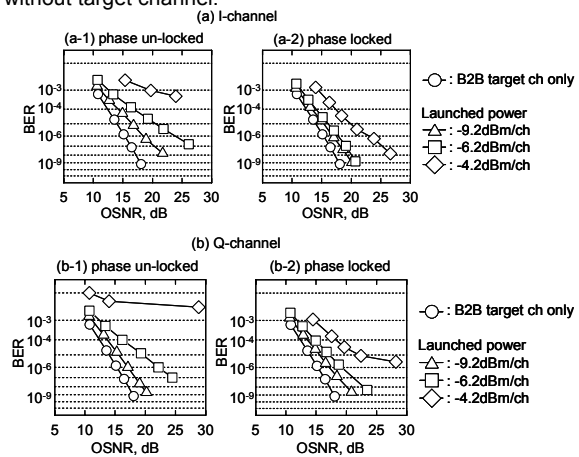 without target channel.
(a) I-channel
(a-1) phase un-locked
(a-2) phase locked
BER
10-3
10-4
10-6
10-9
5 10 15 20 25 30
OSNR, dB
10-3
10-4
10-6
10-9
5 10 15 20 25 30
OSNR, dB
: B2B target ch only
Launched power
: -9.2dBm/ch
: -6.2dBm/ch
: -4.2dBm/ch
(b) Q-channel
(b-1) phase un-locked
(b-2) phase locked
BER
10-3
10-4
10-6
10-9
5 10 15 20 25 30
OSNR, dB
10-3
10-4
10-6
10-9
5 10 15 20 25 30
OSNR, dB
: B2B target ch only
Launched power
: -9.2dBm/ch
: -6.2dBm/ch
: -4.2dBm/ch